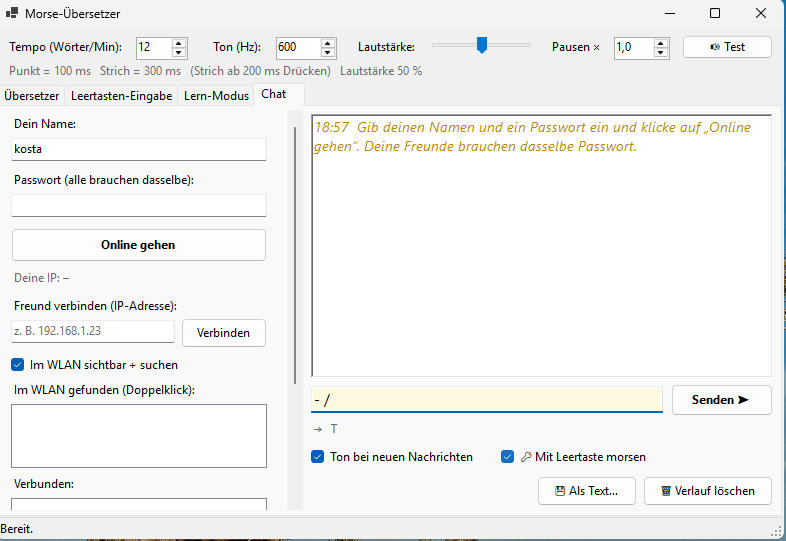 Morse-Übersetzer
Tempo (Wörter/Min): 12 Ton (Hz): 600 Lautstärke: Pausen × 1,0 Test
Punkt = 100 ms Strich = 300 ms (Strich ab 200 ms Drücken) Lautstärke 50 %
Übersetzer Leertasten-Eingabe Lern-Modus Chat
Dein Name:
kosta
Passwort (alle brauchen dasselbe):
Online gehen
Deine IP: –
Freund verbinden (IP-Adresse):
z. B. 192.168.1.23 Verbinden
Im WLAN sichtbar + suchen
Im WLAN gefunden (Doppelklick):
Verbunden:
18:57 Gib deinen Namen und ein Passwort ein und klicke auf „Online
gehen“. Deine Freunde brauchen dasselbe Passwort.
- / Senden ➤
→ T
Ton bei neuen Nachrichten Mit Leertaste morsen
Als Text... Verlauf löschen
Bereit.